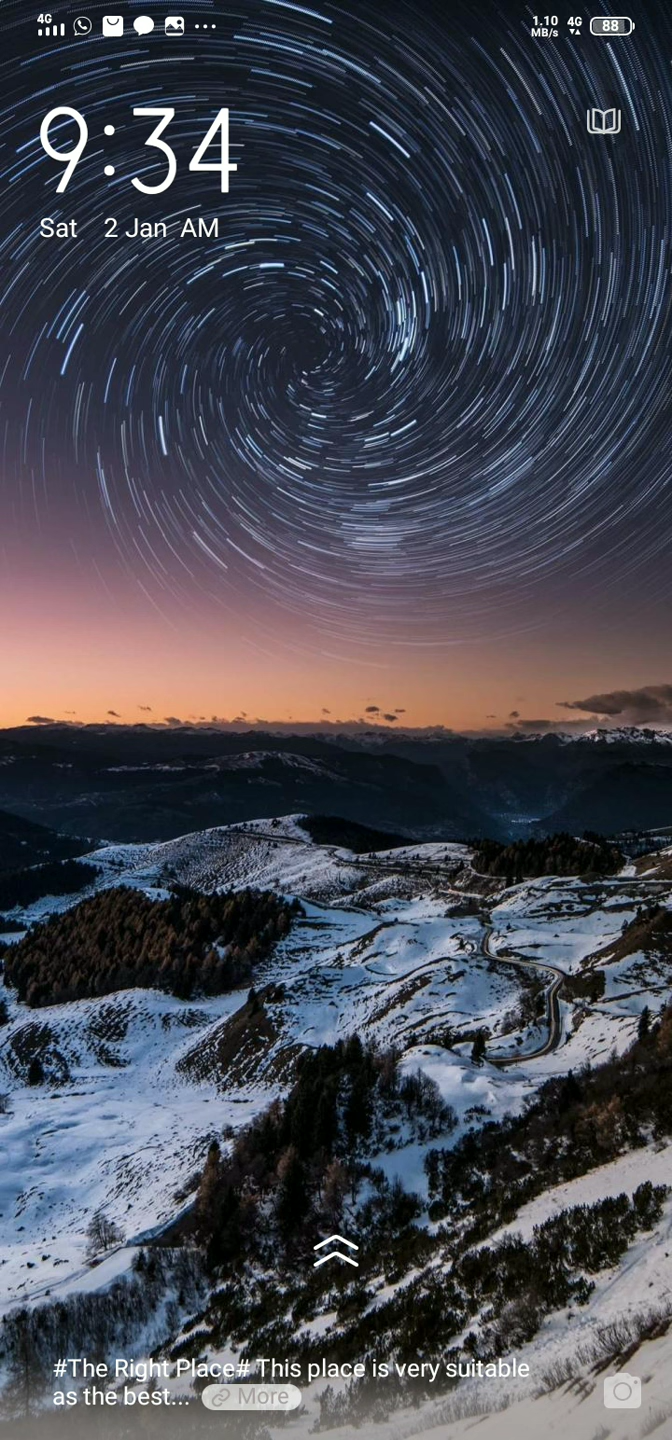 4G
1.10
MB/s
4G
88
9:34
Sat 2 Jan AM
#The Right Place# This place is very suitable
as the best... More